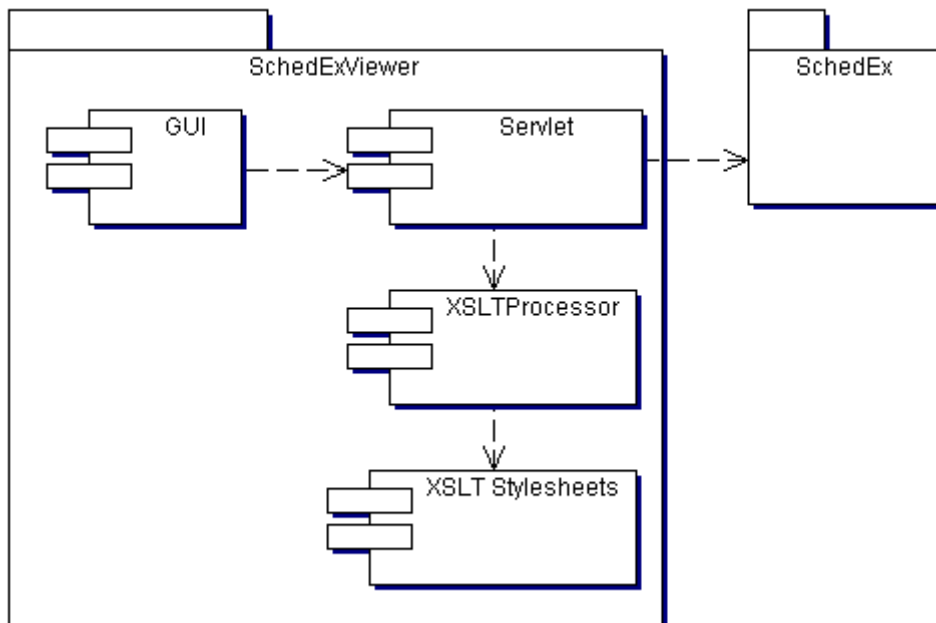 SchedExViewer
SchedEx
GUI
Servlet
XSLTProcessor
XSLT Stylesheets